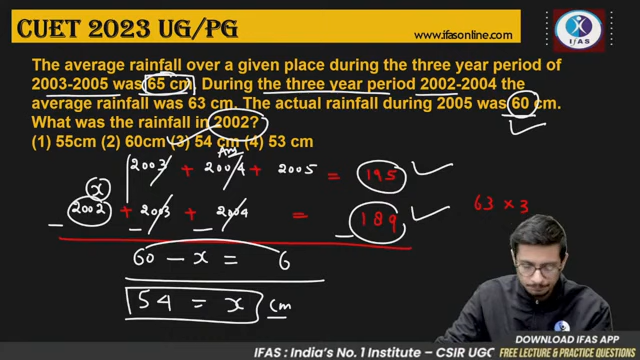 CUET 2023 UG/PG
www.ifasonline.com
iFAS
The average rainfall over a given place during the three year period of
2003-2005 was 65 cm. During the three year period 2002-2004 the
average rainfall was 63 cm. The actual rainfall during 2005 was 60 cm.
What was the rainfall in 2002?
(1) 55cm (2) 60cm (3) 54 cm (4) 53 cm
Ans
2003 + 2004 + 2005 = 195
x
- 2002 + - 2003 + - 2004 = - 189
63 × 3
60 - x = 6
54 = x cm
DOWNLOAD IFAS APP
FREE LECTURE & PRACTICE QUESTIONS
IFAS: India's No. 1 Institute – CSIR UGC